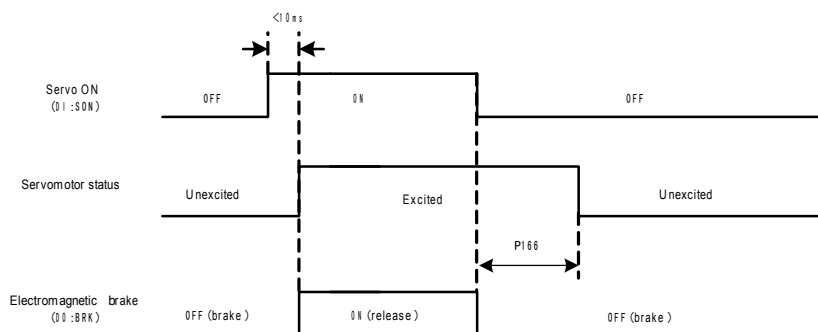 <10ms
Servo ON
(DI:SON)
OFF
ON
OFF
Servomotor status
Unexcited
Excited
Unexcited
P166
Electromagnetic brake
(DO:BRK)
OFF (brake)
ON (release)
OFF (brake)